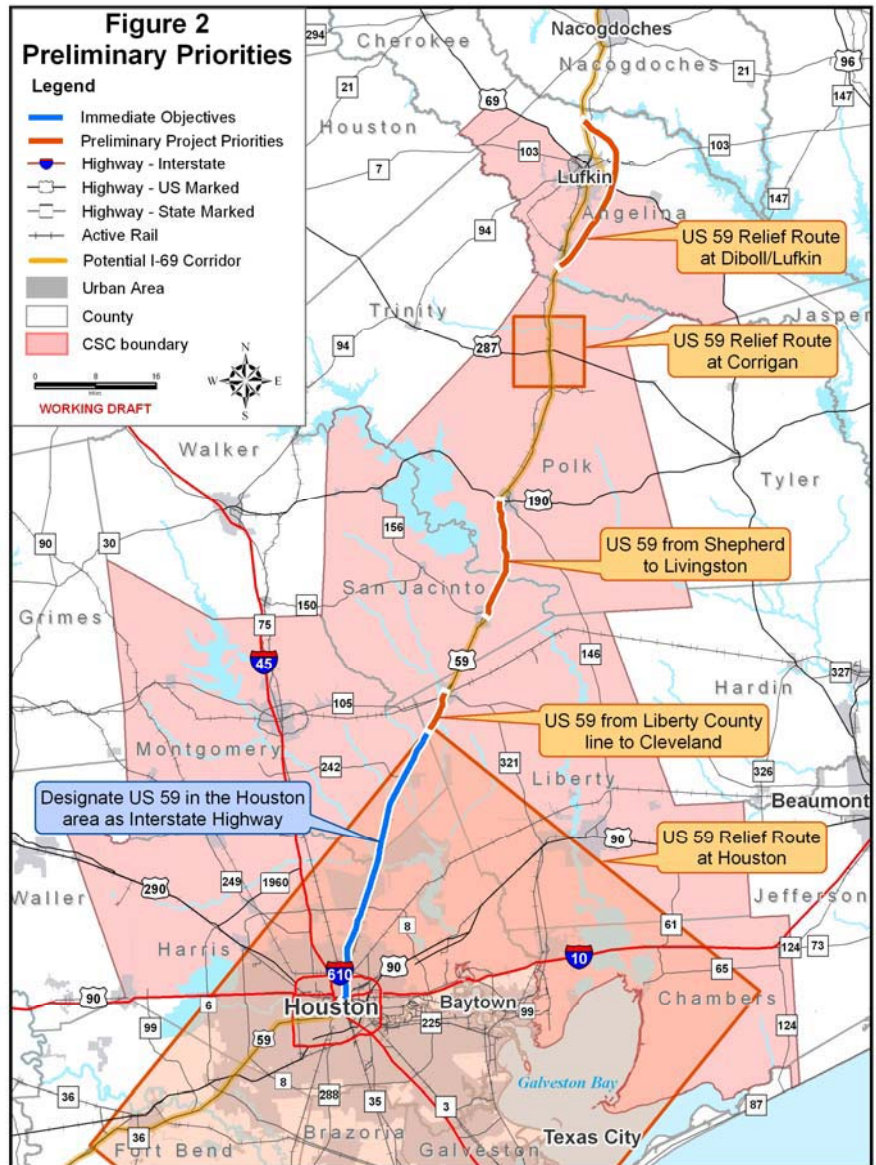 Figure 2
Preliminary Priorities
Legend
Immediate Objectives
Preliminary Project Priorities
Highway - Interstate
Highway - US Marked
Highway - State Marked
Active Rail
Potential I-69 Corridor
Urban Area
County
CSC boundary
0 8 16
Miles
N
W E
S
WORKING DRAFT
Nacogdoches
294
Cherokee
Nacogdoches
96
21
21
147
69
Houston
103
103
7
Lufkin
147
94
Angelina
US 59 Relief Route
at Diboll/Lufkin
Trinity
Jasper
94
287
US 59 Relief Route
at Corrigan
Walker
Polk
Tyler
190
156
90
30
US 59 from Shepherd
to Livingston
San Jacinto
Grimes
150
75
45
59
146
327
Hardin
105
US 59 from Liberty County
line to Cleveland
Montgomery
242
321
Liberty
326
Designate US 59 in the Houston
area as Interstate Highway
Beaumont
90
US 59 Relief Route
at Houston
290
249
1960
Waller
Jefferson
8
61
Harris
124
73
610
90
10
65
90
6
Houston
Baytown
Chambers
99
59
225
99
124
8
Galveston Bay
36
288
35
3
87
36
Fort Bend
Brazoria
Galveston
Texas City